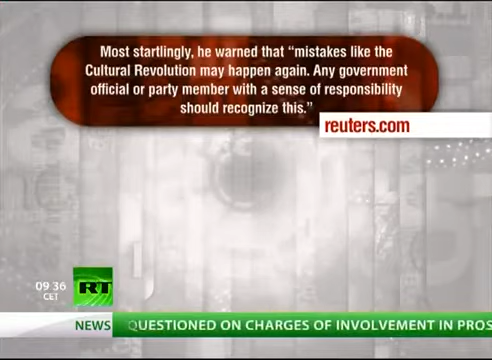 Most startlingly, he warned that “mistakes like the
Cultural Revolution may happen again. Any government
official or party member with a sense of responsibility
should recognize this.”
reuters.com
09 36
CET
RT
NEWS
QUESTIONED ON CHARGES OF INVOLVEMENT IN PROS